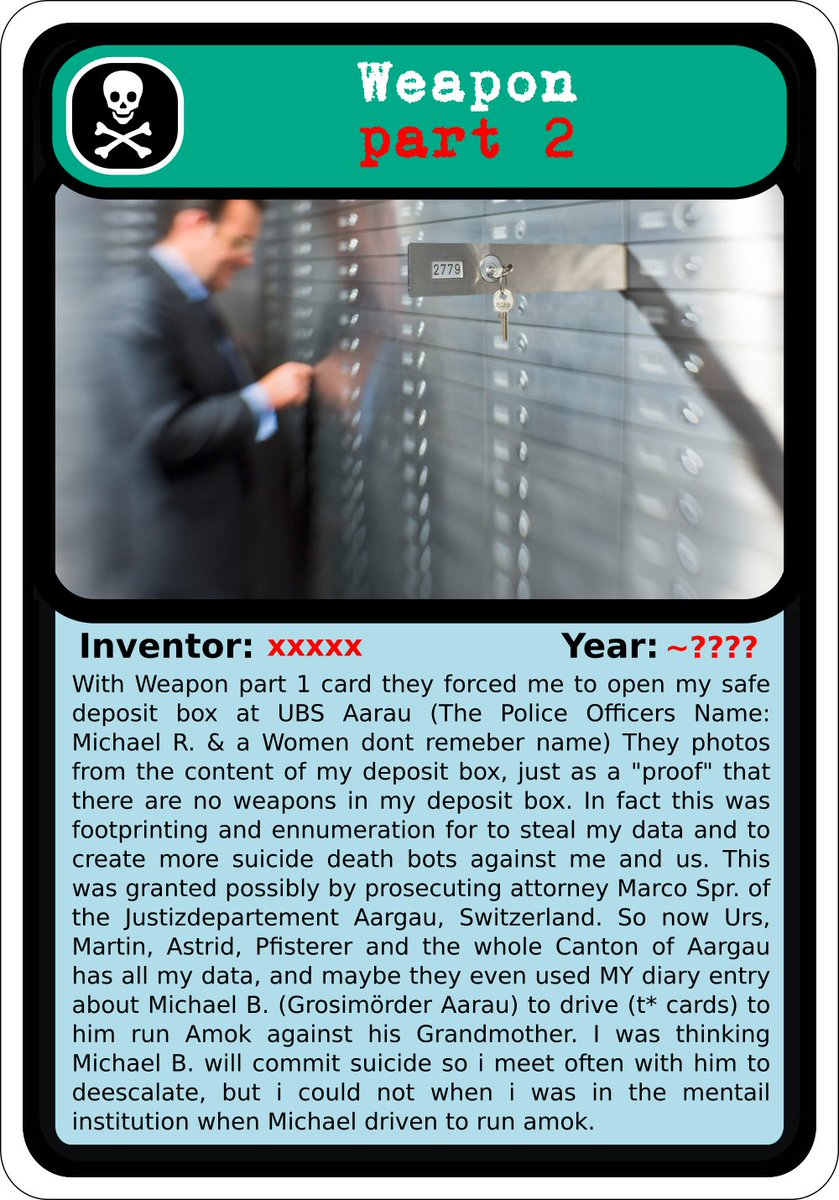 Weapon
part 2
2779
Inventor: xxxxx
Year: ~????
With Weapon part 1 card they forced me to open my safe
deposit box at UBS Aarau (The Police Officers Name:
Michael R. & a Women dont remeber name) They photos
from the content of my deposit box, just as a "proof" that
there are no weapons in my deposit box. In fact this was
footprinting and ennumeration for to steal my data and to
create more suicide death bots against me and us. This
was granted possibly by prosecuting attorney Marco Spr. of
the Justizdepartement Aargau, Switzerland. So now Urs,
Martin, Astrid, Pfisterer and the whole Canton of Aargau
has all my data, and maybe they even used MY diary entry
about Michael B. (Grosimörder Aarau) to drive (t* cards) to
him run Amok against his Grandmother. I was thinking
Michael B. will commit suicide so i meet often with him to
deescalate, but i could not when i was in the mentail
institution when Michael driven to run amok.